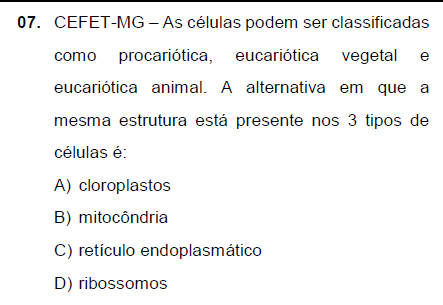 07. CEFET-MG – As células podem ser classificadas
como procariótica, eucariótica vegetal e
eucariótica animal. A alternativa em que a
mesma estrutura está presente nos 3 tipos de
células é:
A) cloroplastos
B) mitocôndria
C) retículo endoplasmático
D) ribossomos